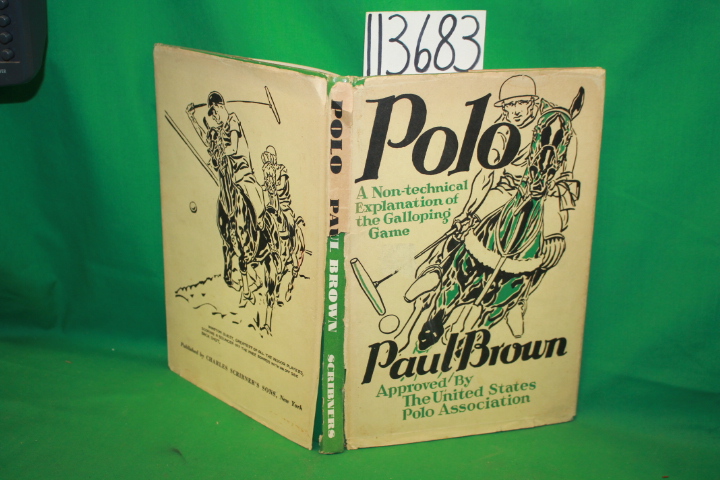 113683
Polo
A Non-technical
Explanation of
the Galloping
Game
Paul Brown
Approved By
The United States
Polo Association
POLO PAUL BROWN SCRIBNERS
Published by CHARLES SCRIBNER'S SONS, New York